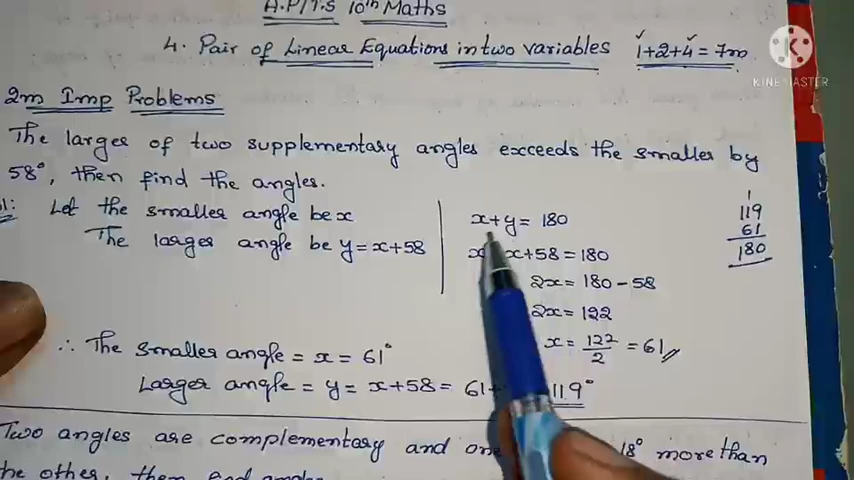 A.P/T.S 10th Maths
4. Pair of Linear Equations in two variables 1+2+4=7m
KINEMASTER
2m Imp Problems
The larger of two supplementary angles exceeds the smaller by
58°, then find the angles.
Let the smaller angle be x
The larger angle be y=x+58
x+y= 180
x+58=180
2x= 180-58
2x= 122
x= 122/2 = 61
1
119
61
180
∴ The smaller angle = x = 61°
Larger angle = y = x+58= 61+ 119°
Two angles are complementary and one 18° more than
the other, then